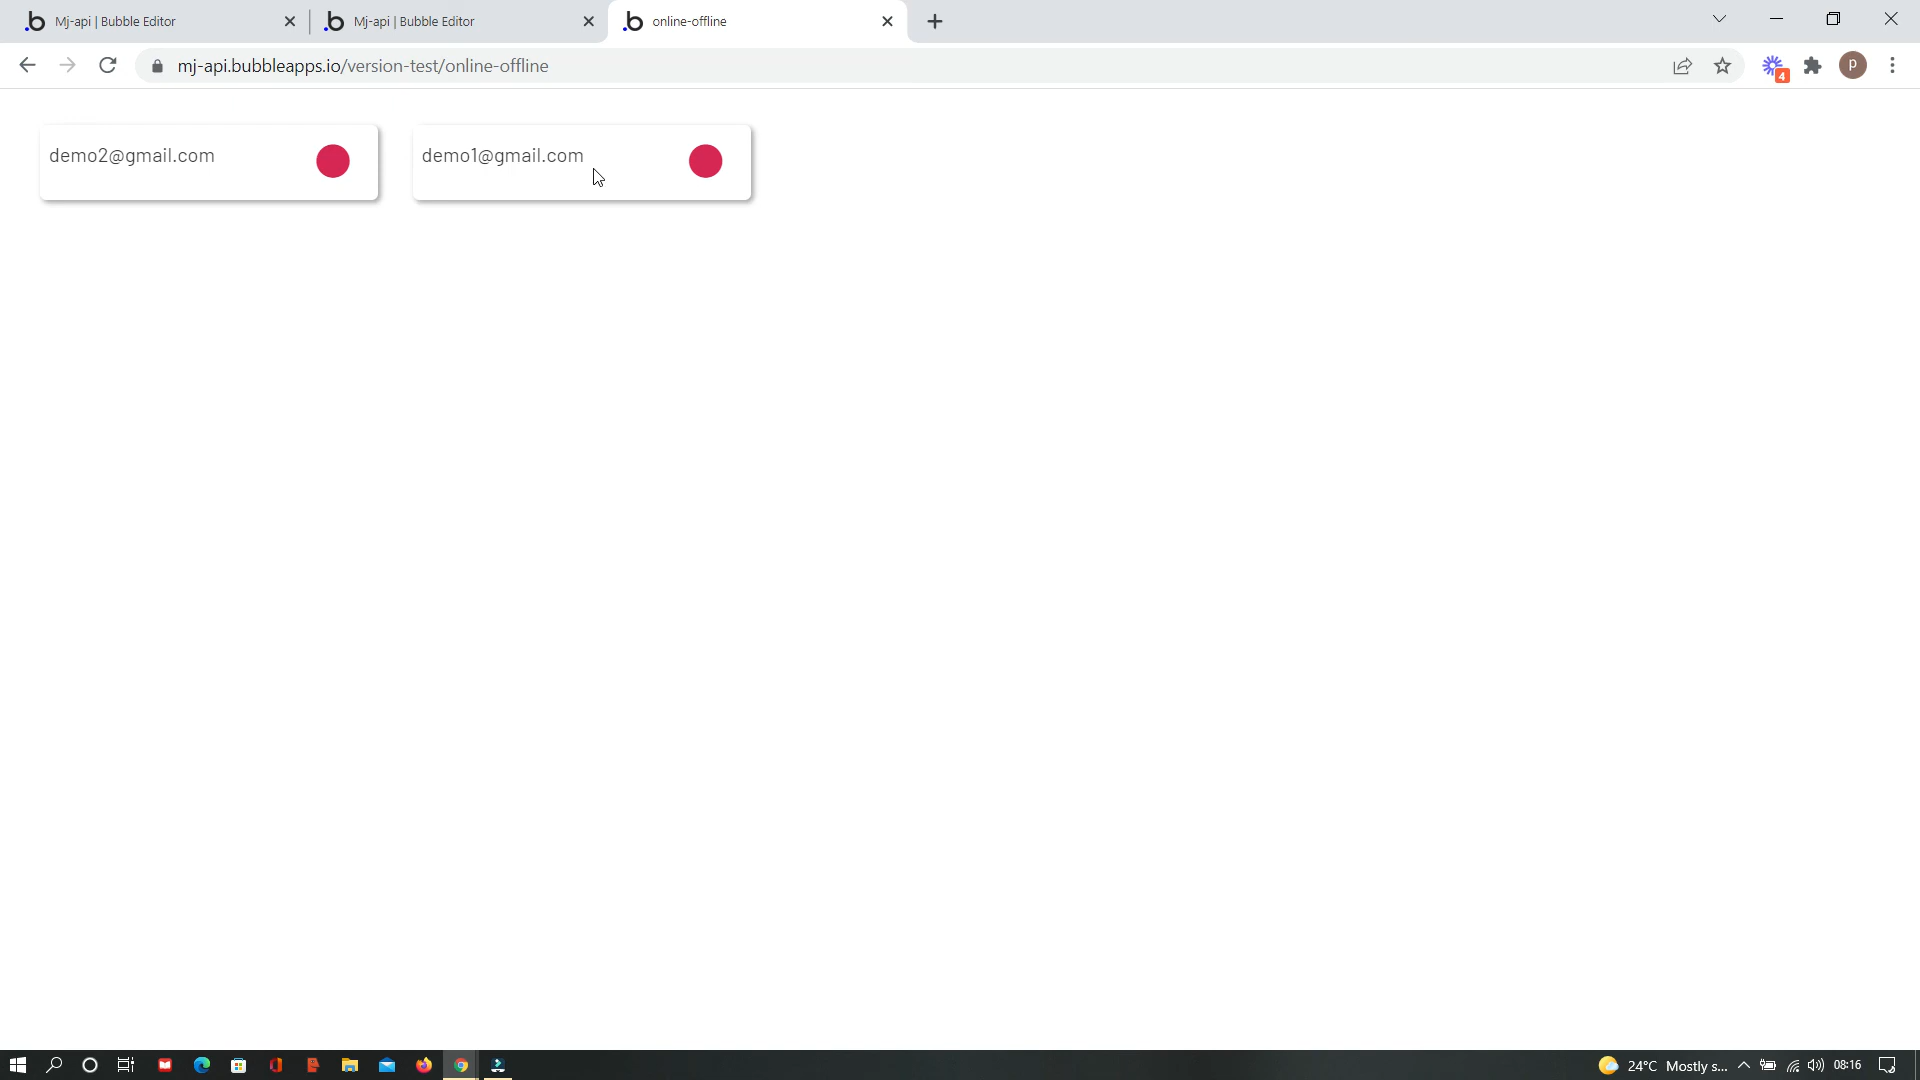 Mj-api | Bubble Editor
Mj-api | Bubble Editor
online-offline
mj-api.bubbleapps.io/version-test/online-offline
4
P
demo2@gmail.com
demo1@gmail.com
24°C Mostly s...
08:16